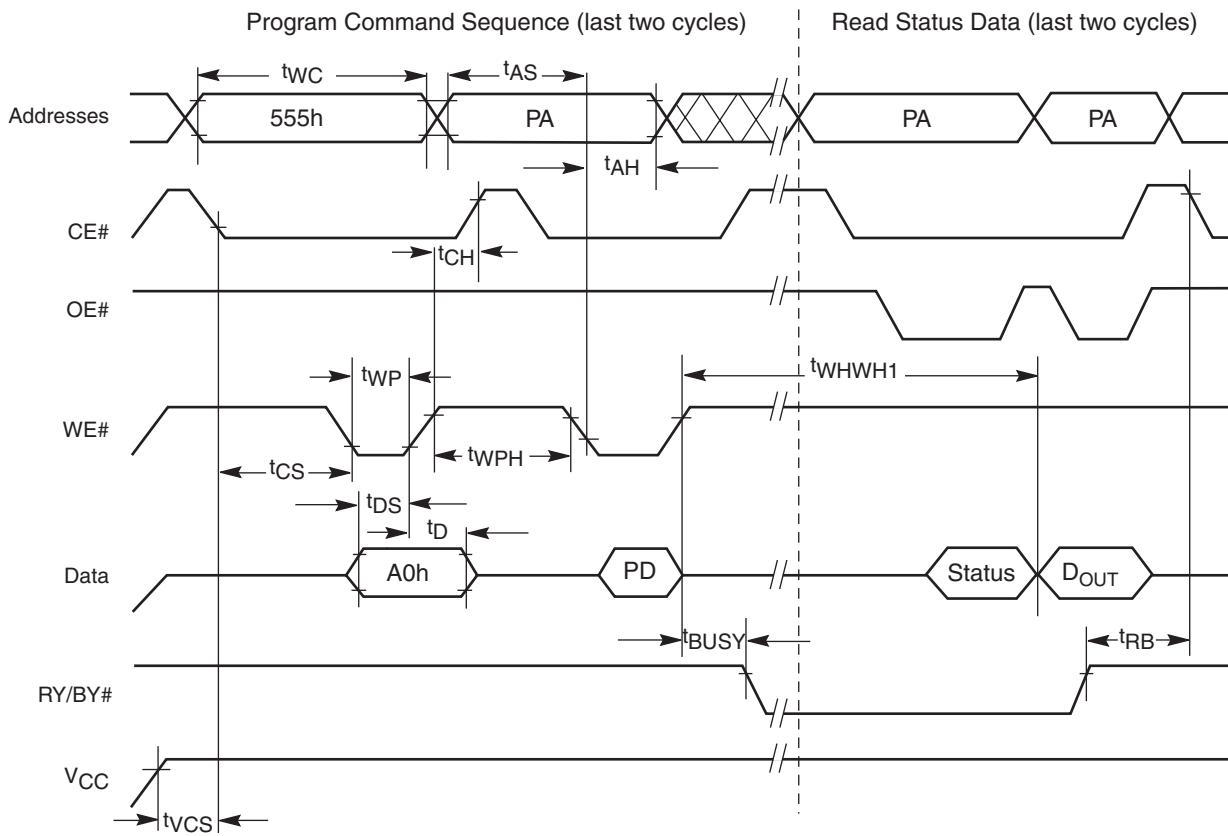 Program Command Sequence (last two cycles)
Read Status Data (last two cycles)
tWC
tAS
Addresses
555h
PA
PA
PA
tAH
CE#
tCH
OE#
tWP
tWHWH1
WE#
tCS
tWPH
tDS
tD
Data
A0h
PD
Status
DOUT
tBUSY
tRB
RY/BY#
VCC
tVCS